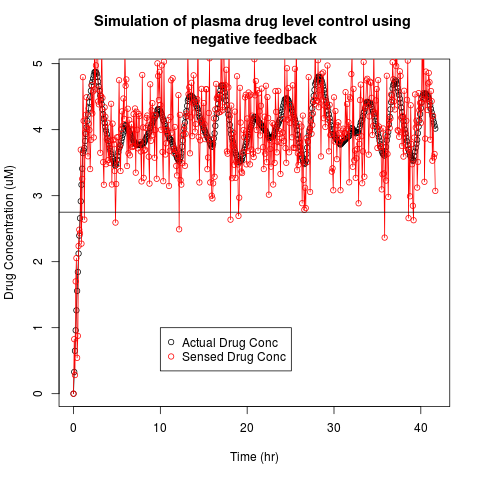 Simulation of plasma drug level control using
negative feedback
Drug Concentration (uM)
5
4
3
2
1
0
Actual Drug Conc
Sensed Drug Conc
0 10 20 30 40
Time (hr)